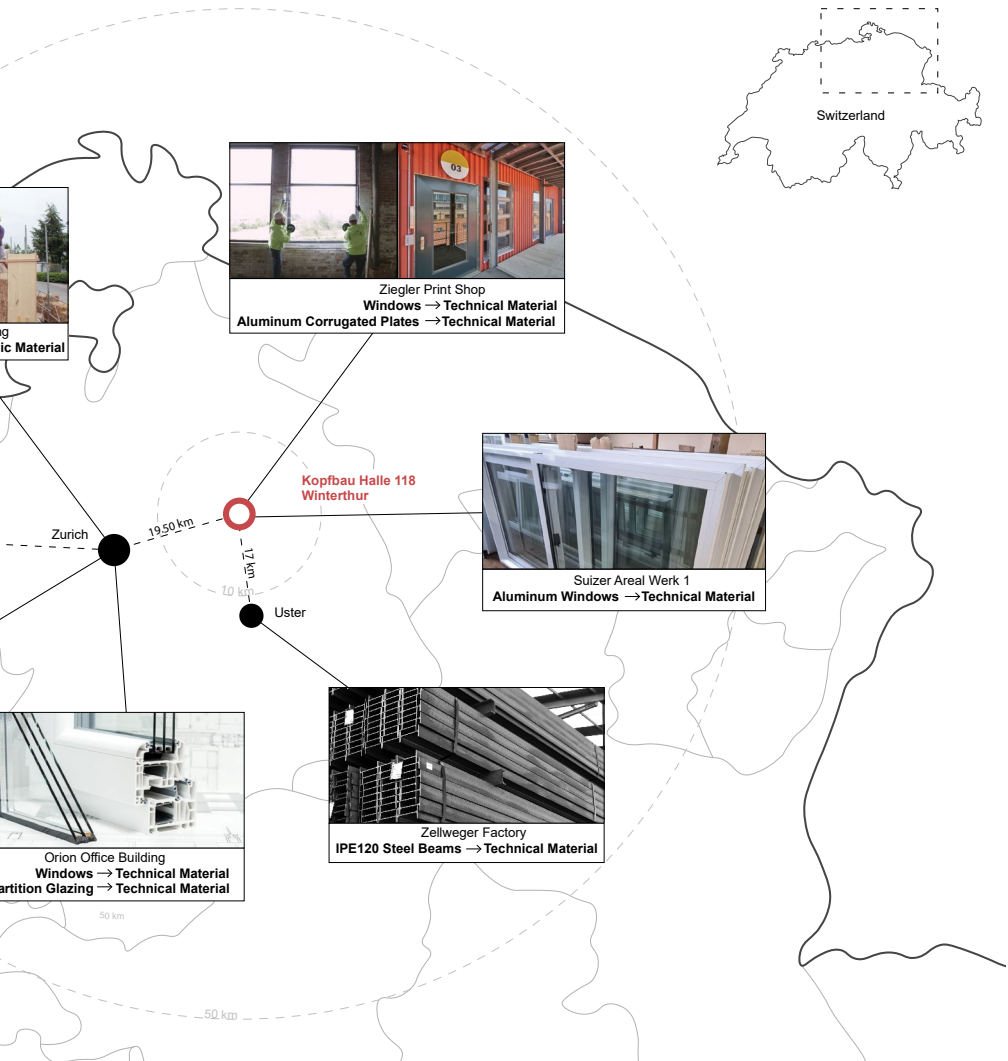 Switzerland
03
Ziegler Print Shop
Windows → Technical Material
Aluminum Corrugated Plates → Technical Material
ic Material
Kopfbau Halle 118
Winterthur
Zurich
19.50 km
17 km
10 km
Uster
Suizer Areal Werk 1
Aluminum Windows → Technical Material
Zellweger Factory
IPE120 Steel Beams → Technical Material
Orion Office Building
Windows → Technical Material
artition Glazing → Technical Material
50 km
50 km